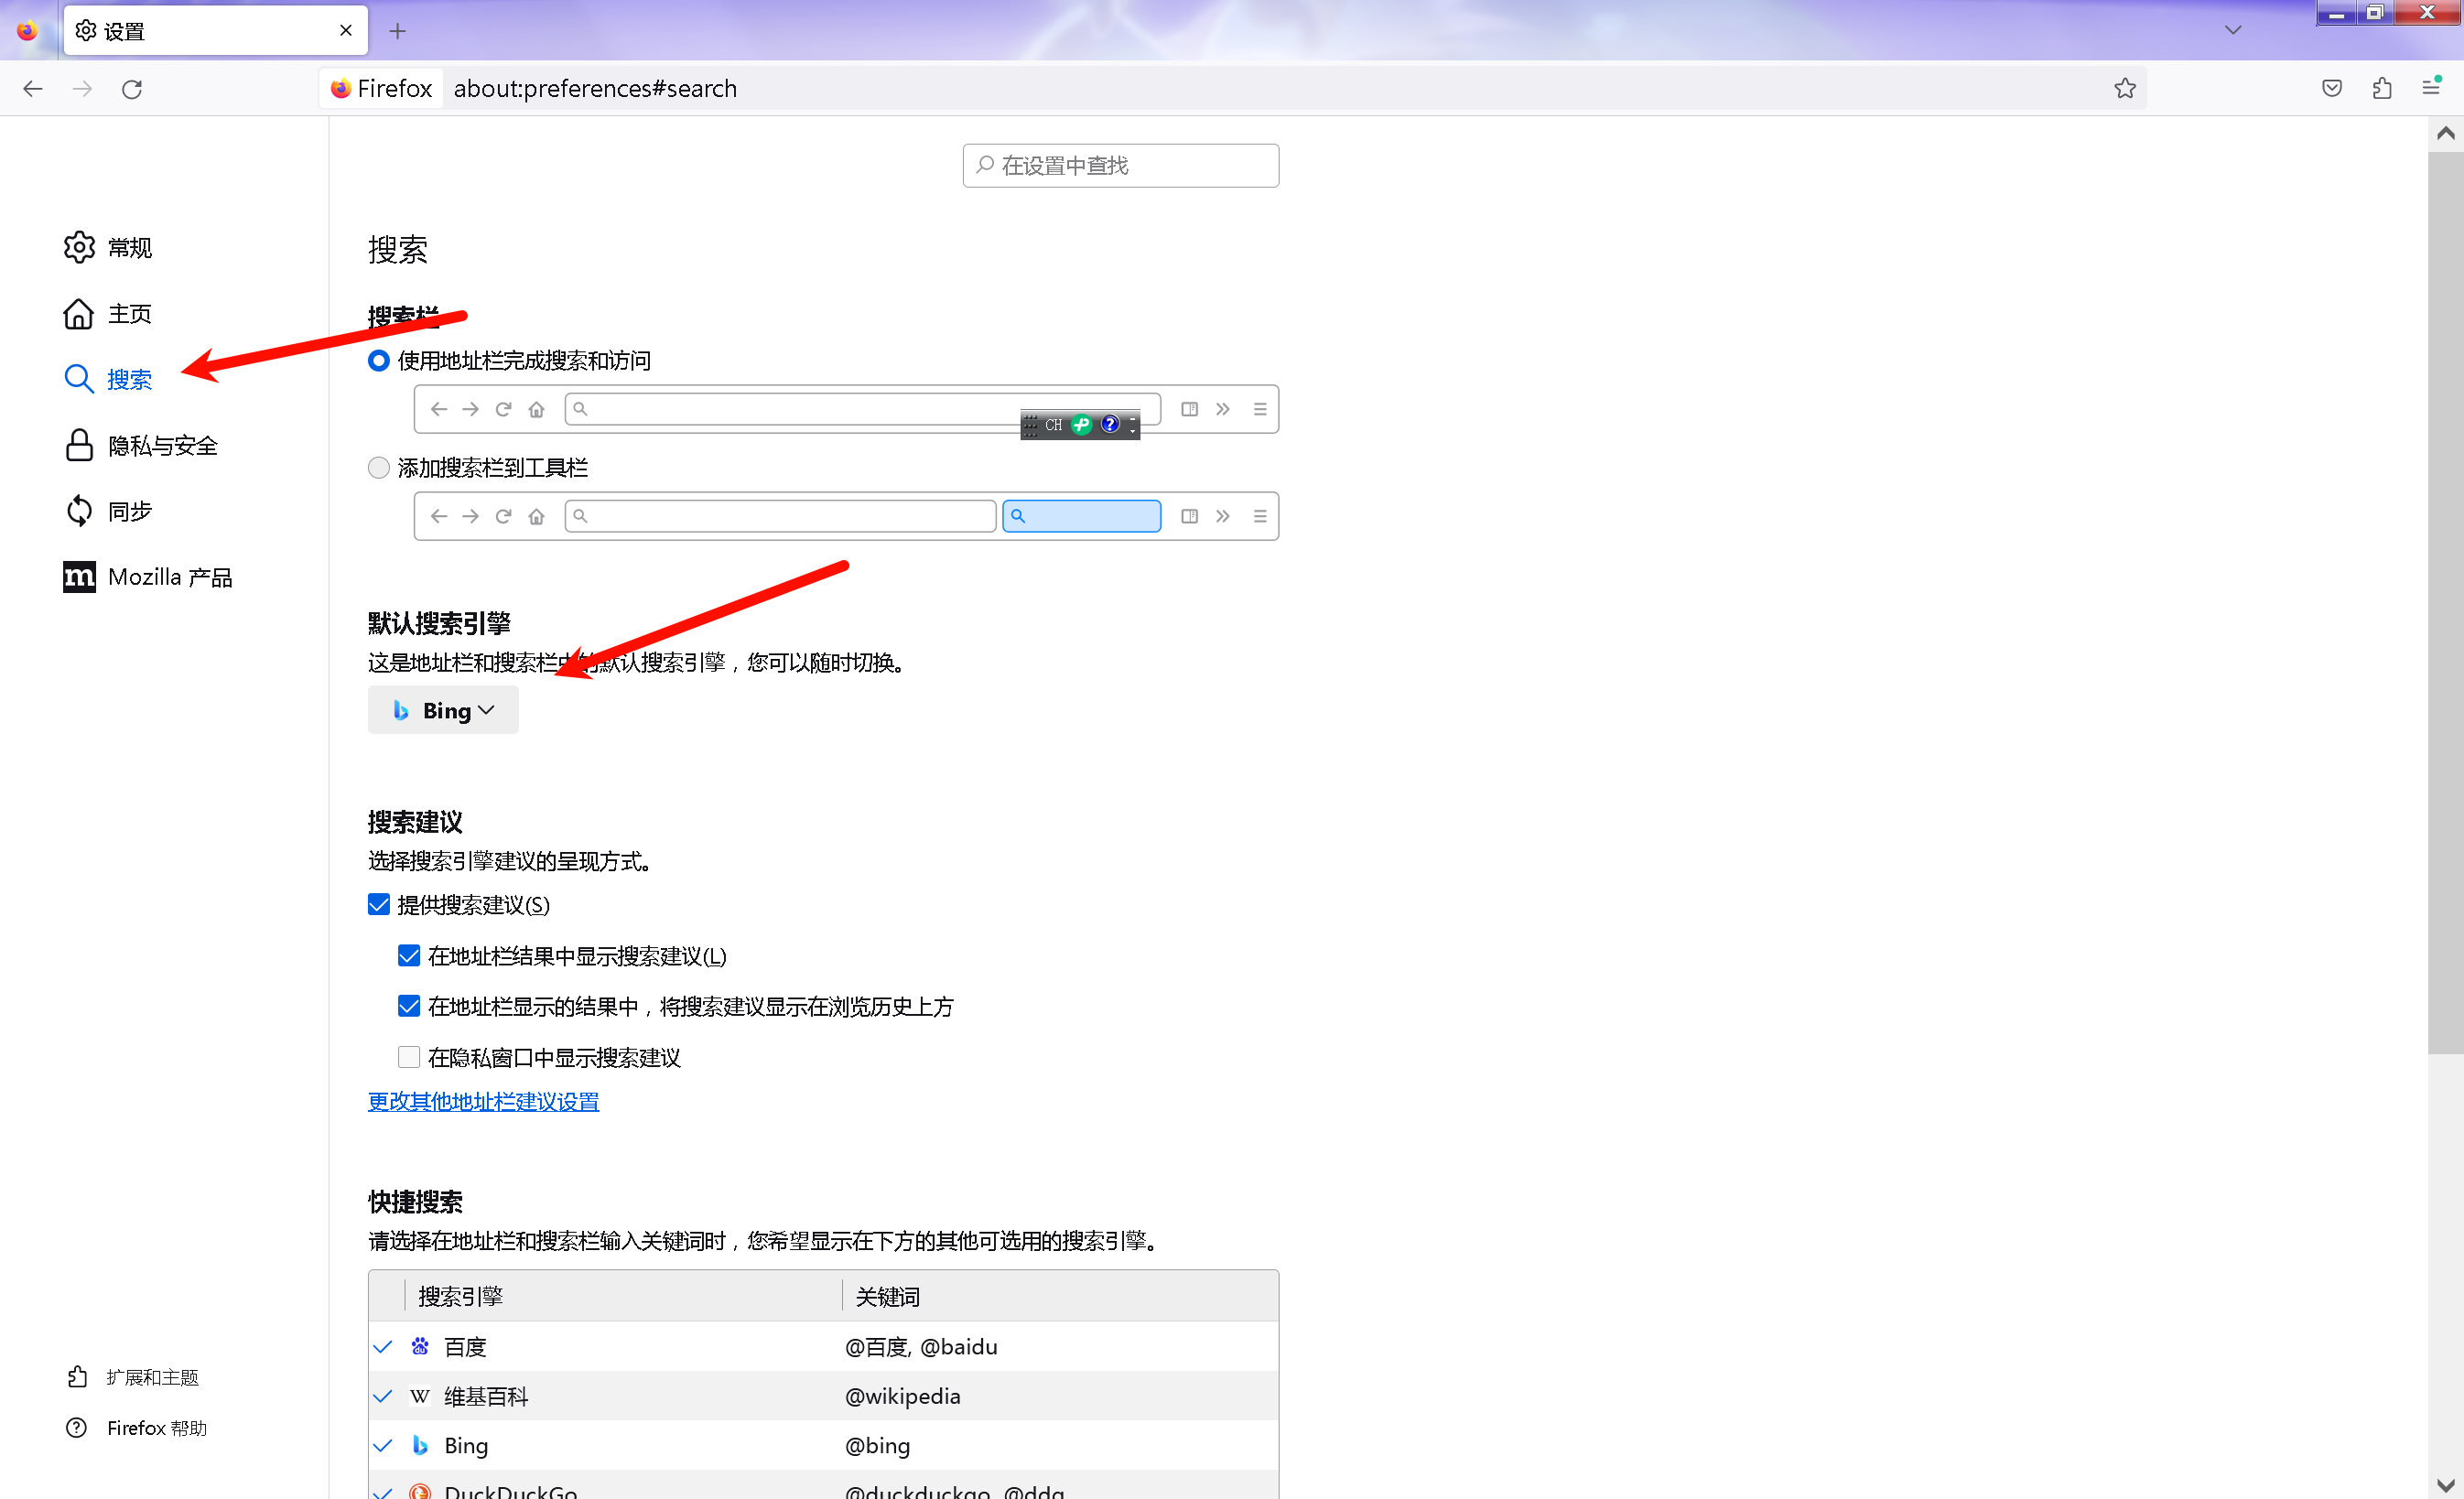 设置
Firefox about:preferences#search
在设置中查找
常规
主页
搜索
隐私与安全
同步
Mozilla 产品
扩展和主题
Firefox 帮助
搜索
搜索栏
使用地址栏完成搜索和访问
CH
添加搜索栏到工具栏
默认搜索引擎
这是地址栏和搜索栏中的默认搜索引擎，您可以随时切换。
Bing
搜索建议
选择搜索引擎建议的呈现方式。
提供搜索建议(S)
在地址栏结果中显示搜索建议(L)
在地址栏显示的结果中，将搜索建议显示在浏览历史上方
在隐私窗口中显示搜索建议
更改其他地址栏建议设置
快捷搜索
请选择在地址栏和搜索栏输入关键词时，您希望显示在下方的其他可选用的搜索引擎。
搜索引擎 关键词
百度 @百度, @baidu
维基百科 @wikipedia
Bing @bing
DuckDuckGo @duckduckgo, @ddg